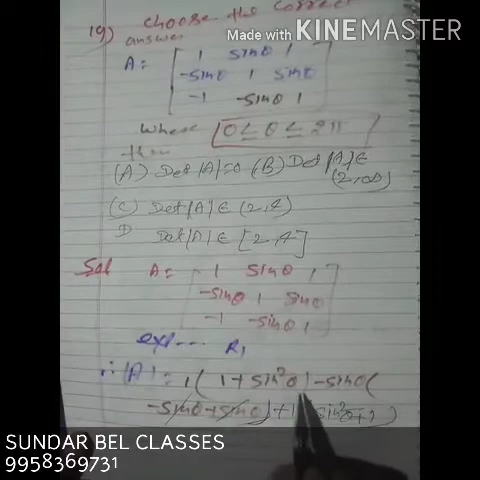 Made with KINEMASTER
19) Choose the correct
answer
A = [ 1 sinθ 1
-sinθ 1 sinθ
-1 -sinθ 1 ]
Where 0 ≤ θ ≤ 2π
then
(A) Det |A| = 0 (B) Det |A| ∈
(2, ∞)
(C) Det |A| ∈ (2, 4)
D Det |A| ∈ [2, 4]
Sol A = [ 1 sinθ 1
-sinθ 1 sinθ
-1 -sinθ 1 ]
R1
∴ |A| = 1 ( 1 + sin²θ ) - sinθ (
-sinθ + sinθ ) + 1 sin²θ + 1 )
SUNDAR BEL CLASSES
9958369731